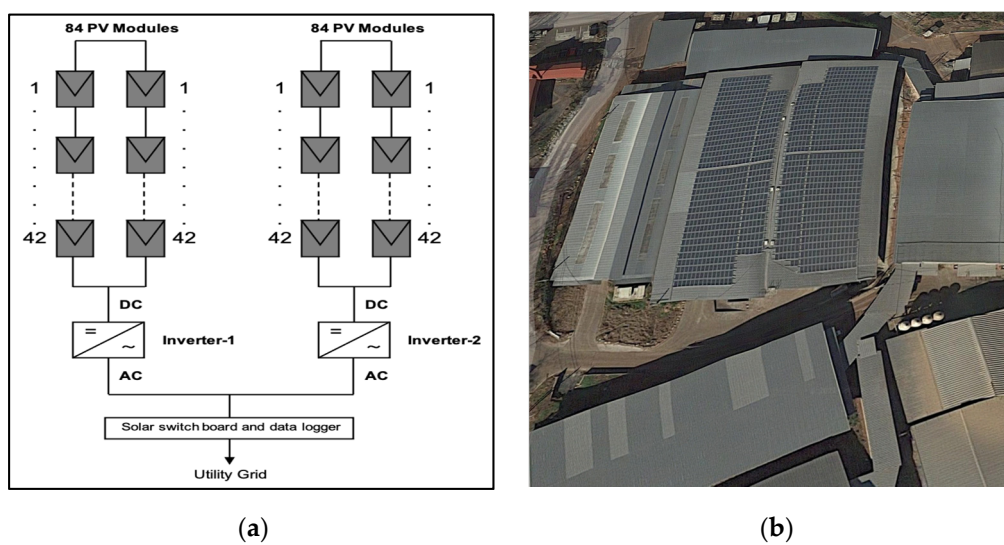 84 PV Modules 84 PV Modules
1 1 1 1
42 42 42 42
DC DC
= =
~ Inverter-1 ~ Inverter-2
AC AC
Solar switch board and data logger
Utility Grid
(a) (b)